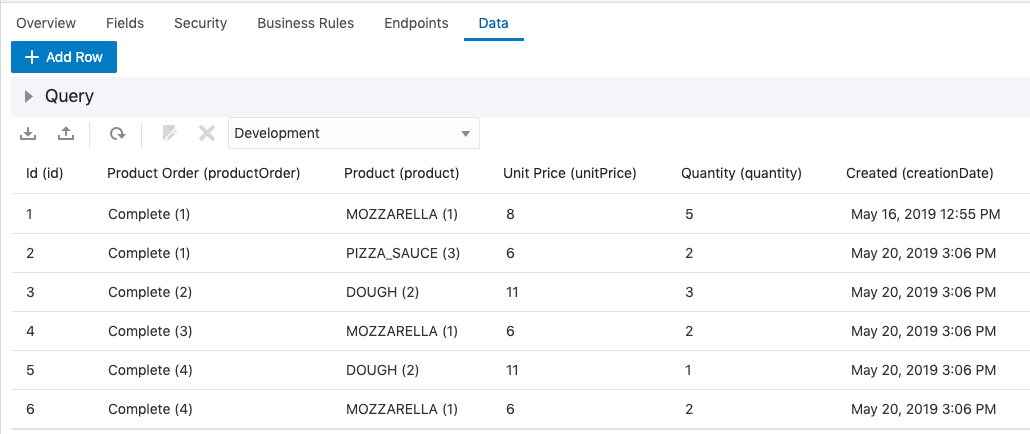 Overview Fields Security Business Rules Endpoints Data
+ Add Row
Query
Development
Id (id) Product Order (productOrder) Product (product) Unit Price (unitPrice) Quantity (quantity) Created (creationDate)
1 Complete (1) MOZZARELLA (1) 8 5 May 16, 2019 12:55 PM
2 Complete (1) PIZZA_SAUCE (3) 6 2 May 20, 2019 3:06 PM
3 Complete (2) DOUGH (2) 11 3 May 20, 2019 3:06 PM
4 Complete (3) MOZZARELLA (1) 6 2 May 20, 2019 3:06 PM
5 Complete (4) DOUGH (2) 11 1 May 20, 2019 3:06 PM
6 Complete (4) MOZZARELLA (1) 6 2 May 20, 2019 3:06 PM